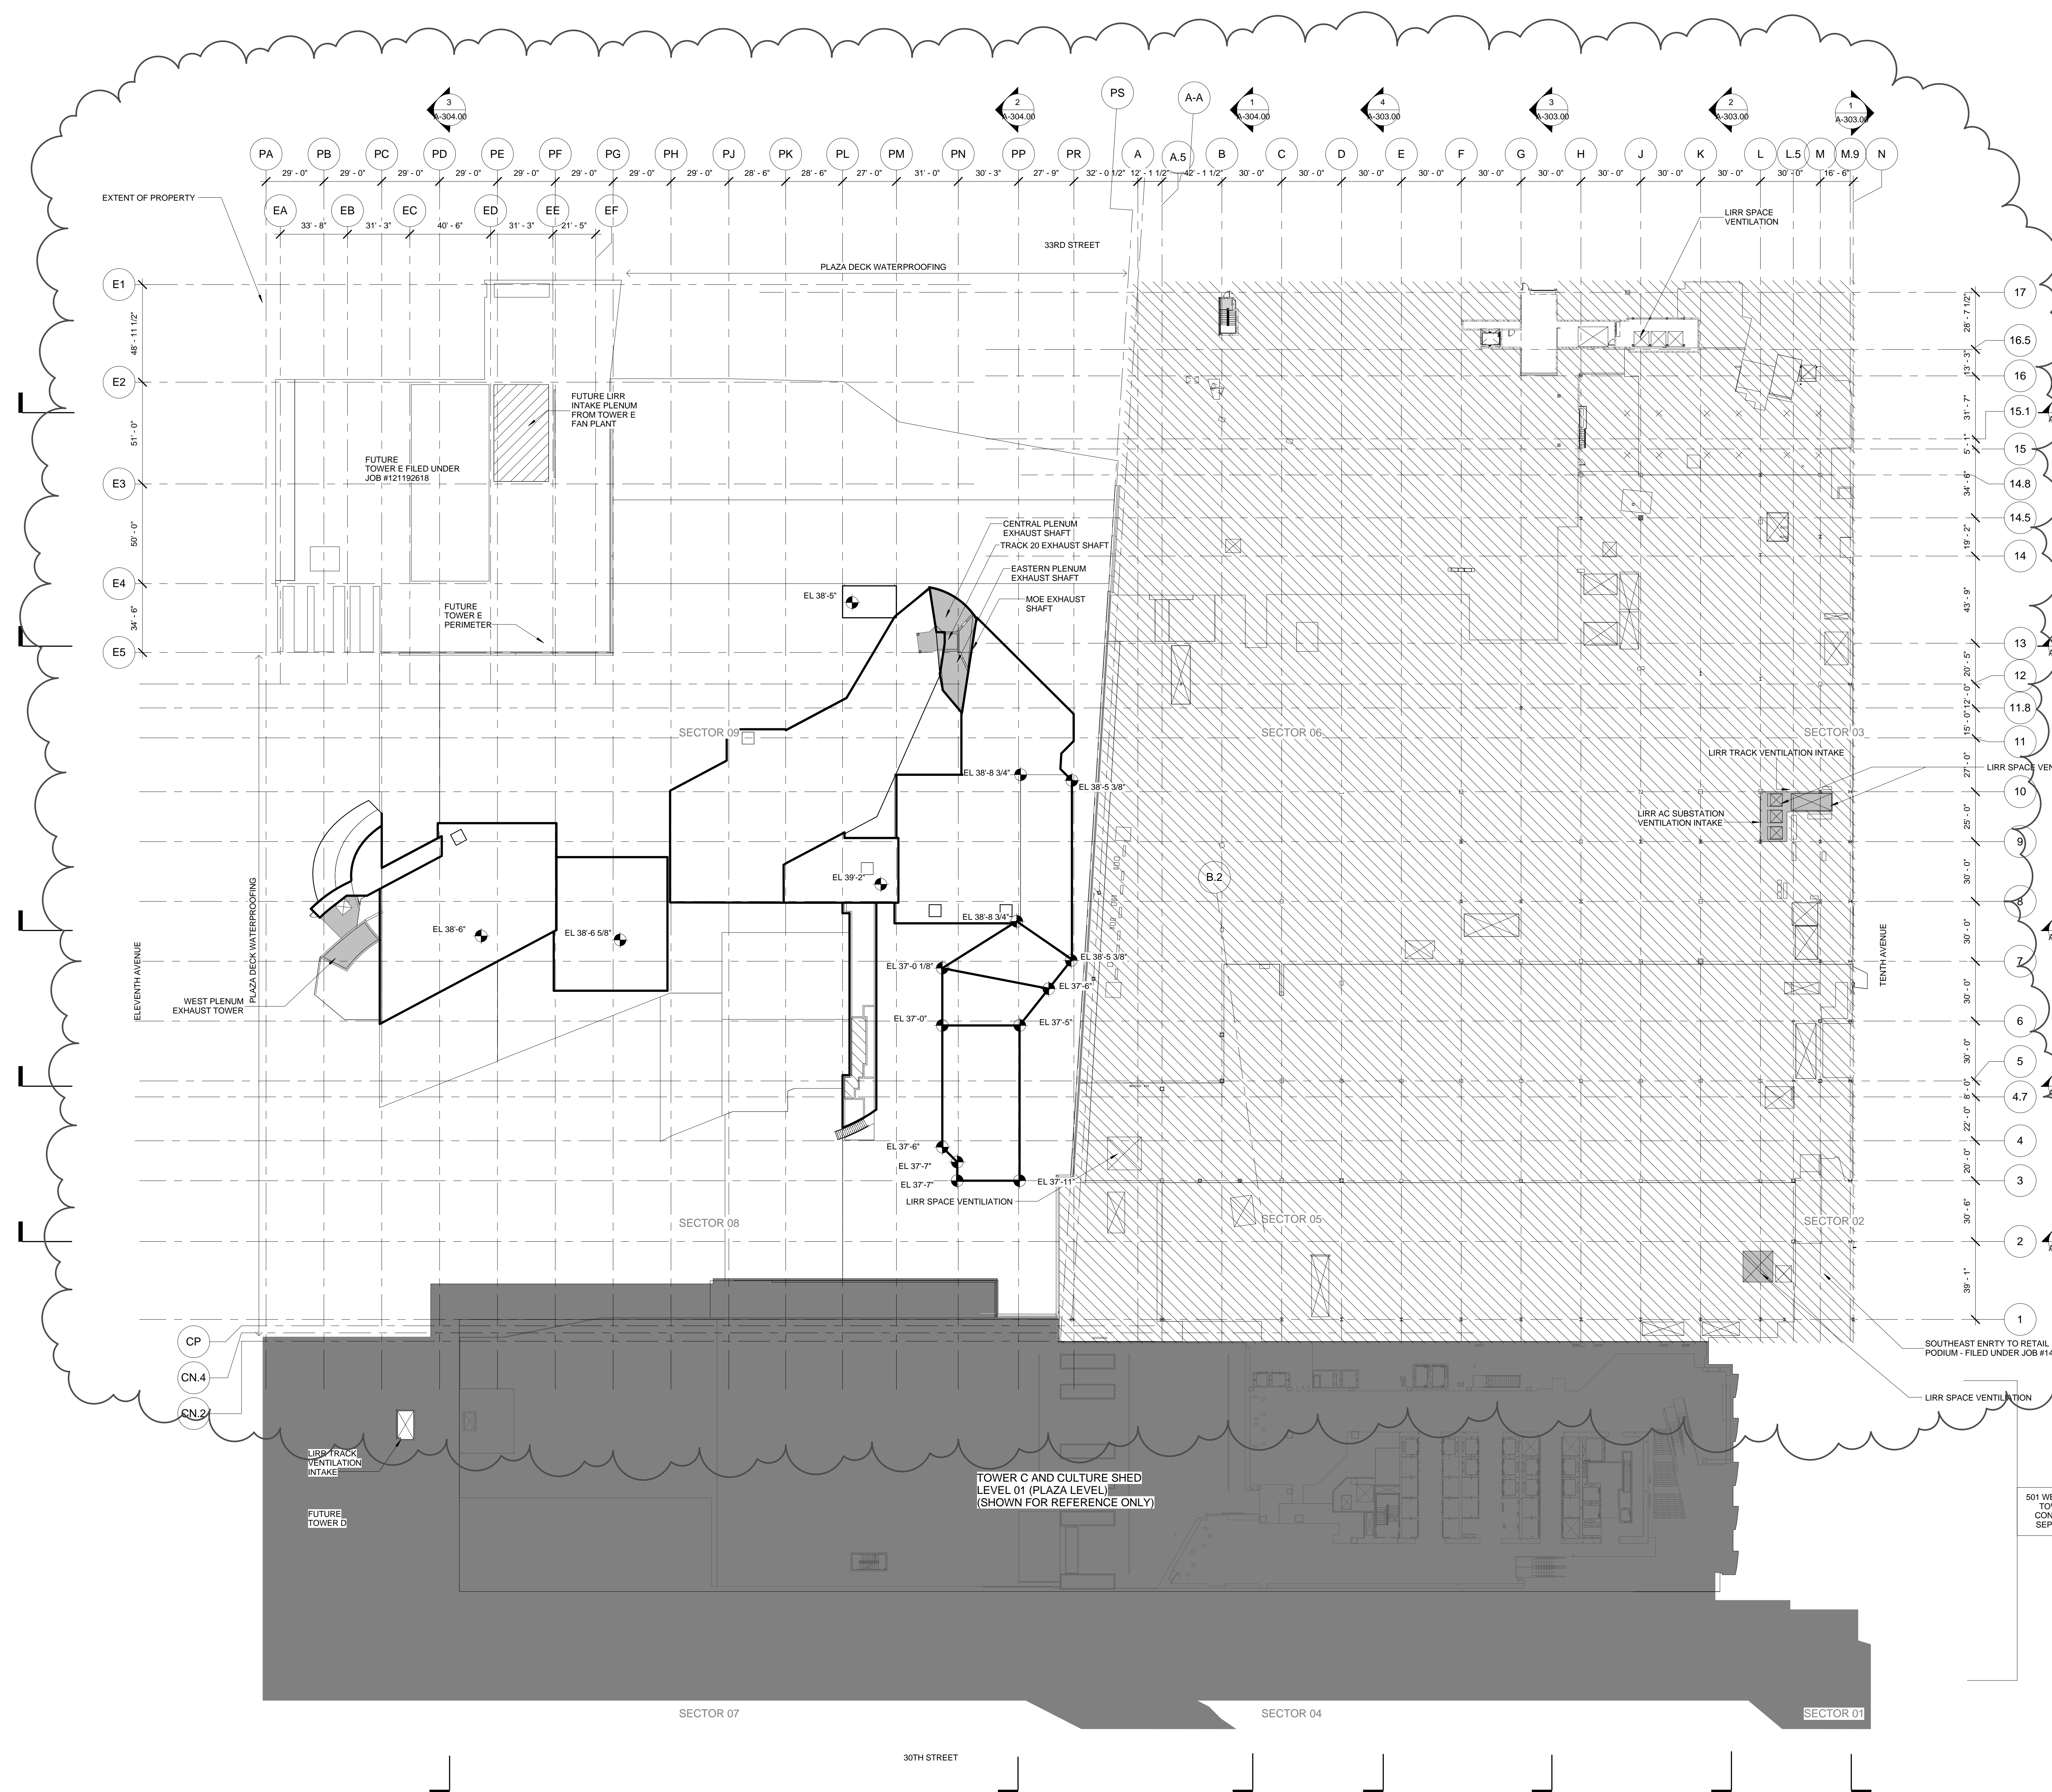 PS
A-A
3
A-304.00
2
A-304.00
1
A-304.00
4
A-303.00
3
A-303.00
2
A-303.00
1
A-303.00
PA
PB
PC
PD
PE
PF
PG
PH
PJ
PK
PL
PM
PN
PP
PR
A
A.5
B
C
D
E
F
G
H
J
K
L
L.5
M
M.9
N
29' - 0"
29' - 0"
29' - 0"
29' - 0"
29' - 0"
29' - 0"
29' - 0"
29' - 0"
28' - 6"
28' - 6"
27' - 0"
31' - 0"
30' - 3"
27' - 9"
32' - 0 1/2"
12' - 1 1/2"
42' - 1 1/2"
30' - 0"
30' - 0"
30' - 0"
30' - 0"
30' - 0"
30' - 0"
30' - 0"
30' - 0"
30' - 0"
30' - 0"
16' - 6"
EXTENT OF PROPERTY
EA
EB
EC
ED
EE
EF
33' - 8"
31' - 3"
40' - 6"
31' - 3"
21' - 5"
LIRR SPACE
VENTILATION
33RD STREET
PLAZA DECK WATERPROOFING
E1
E2
E3
E4
E5
48' - 11 1/2"
51' - 0"
50' - 0"
34' - 6"
17
16.5
16
15.1
15
14.8
14.5
14
13
12
11.8
11
10
9
8
7
6
5
4.7
4
3
2
1
28' - 7 1/2"
13' - 3"
31' - 7"
5' - 1"
34' - 6"
19' - 2"
43' - 9"
20' - 5"
12' - 0"
15' - 0"
27' - 0"
25' - 0"
30' - 0"
30' - 0"
30' - 0"
30' - 0"
8' - 0"
22' - 0"
20' - 0"
30' - 6"
39' - 1"
FUTURE LIRR
INTAKE PLENUM
FROM TOWER E
FAN PLANT
FUTURE
TOWER E FILED UNDER
JOB #121192618
CENTRAL PLENUM
EXHAUST SHAFT
TRACK 20 EXHAUST SHAFT
EASTERN PLENUM
EXHAUST SHAFT
MOE EXHAUST
SHAFT
EL 38'-5"
FUTURE
TOWER E
PERIMETER
SECTOR 09
SECTOR 06
SECTOR 03
LIRR TRACK VENTILATION INTAKE
LIRR SPACE VEN
EL 38'-8 3/4"
EL 38'-5 3/8"
LIRR AC SUBSTATION
VENTILATION INTAKE
EL 39'-2"
B.2
EL 38'-8 3/4"
EL 38'-6"
EL 38'-6 5/8"
EL 38'-5 3/8"
EL 37'-0 1/8"
EL 37'-6"
PLAZA DECK WATERPROOFING
ELEVENTH AVENUE
TENTH AVENUE
WEST PLENUM
EXHAUST TOWER
EL 37'-0"
EL 37'-5"
EL 37'-6"
EL 37'-7"
EL 37'-7"
EL 37'-11"
LIRR SPACE VENTILIATION
SECTOR 08
SECTOR 05
SECTOR 02
CP
CN.4
CN.2
SOUTHEAST ENRTY TO RETAIL
PODIUM - FILED UNDER JOB #14
LIRR SPACE VENTILATION
LIRR TRACK
VENTILATION
INTAKE
TOWER C AND CULTURE SHED
LEVEL 01 (PLAZA LEVEL)
(SHOWN FOR REFERENCE ONLY)
FUTURE
TOWER D
501 WE
TOW
CON
SEP
SECTOR 07
SECTOR 04
SECTOR 01
30TH STREET